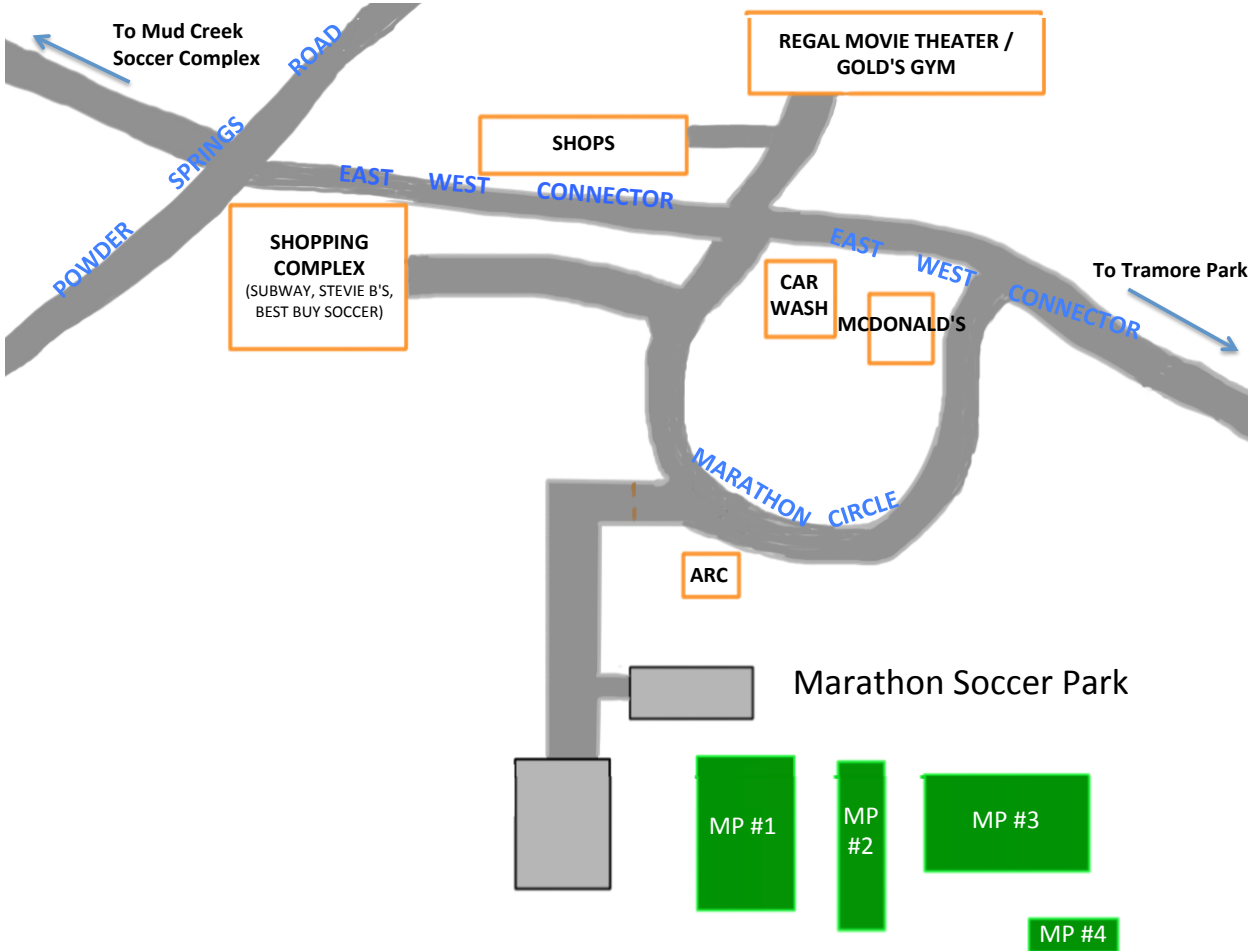 To Mud Creek
Soccer Complex
POWDER SPRINGS ROAD
REGAL MOVIE THEATER /
GOLD'S GYM
SHOPS
EAST WEST CONNECTOR
SHOPPING
COMPLEX
(SUBWAY, STEVIE B'S,
BEST BUY SOCCER)
EAST WEST CONNECTOR
To Tramore Park
CAR
WASH
MCDONALD'S
MARATHON CIRCLE
ARC
Marathon Soccer Park
MP #1
MP
#2
MP #3
MP #4